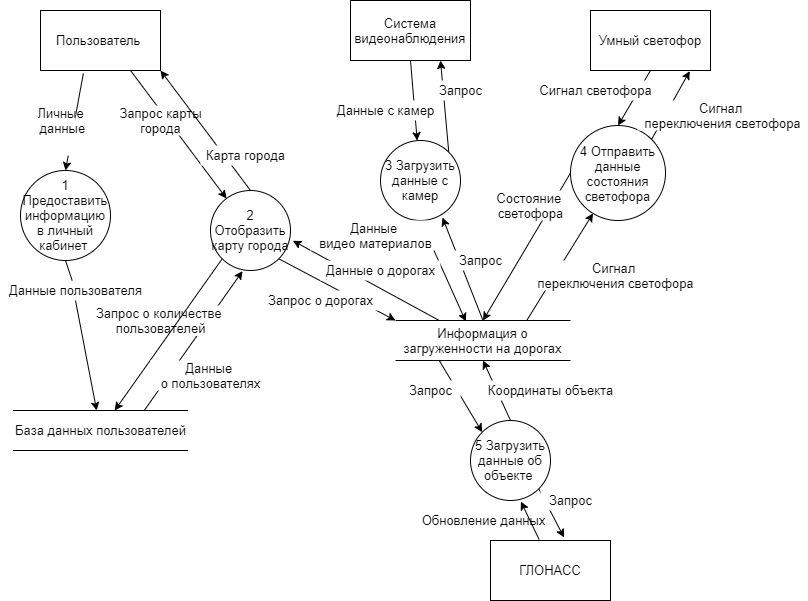 Пользователь
Система
видеонаблюдения
Умный светофор
Личные
данные
Запрос карты
города
Карта города
Данные с камер
Запрос
Сигнал светофора
Сигнал
переключения светофора
1
Предоставить
информацию
в личный
кабинет
2
Отобразить
карту города
3 Загрузить
данные с
камер
4 Отправить
данные
состояния
светофора
Данные
видео материалов
Запрос
Состояние
светофора
Сигнал
переключения светофора
Данные пользователя
Данные о дорогах
Запрос о дорогах
Запрос о количестве
пользователей
Данные
о пользователях
Информация о
загруженности на дорогах
База данных пользователей
Запрос
Координаты объекта
5 Загрузить
данные об
объекте
Запрос
Обновление данных
ГЛОНАСС